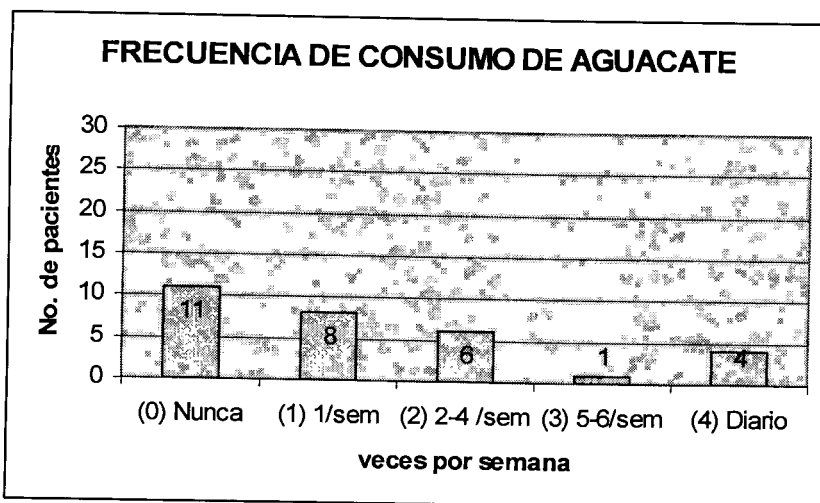 FRECUENCIA DE CONSUMO DE AGUACATE
No. de pacientes
30
25
20
15
10
5
0
11
8
6
1
4
(0) Nunca
(1) 1/sem
(2) 2-4 /sem
(3) 5-6/sem
(4) Diario
veces por semana